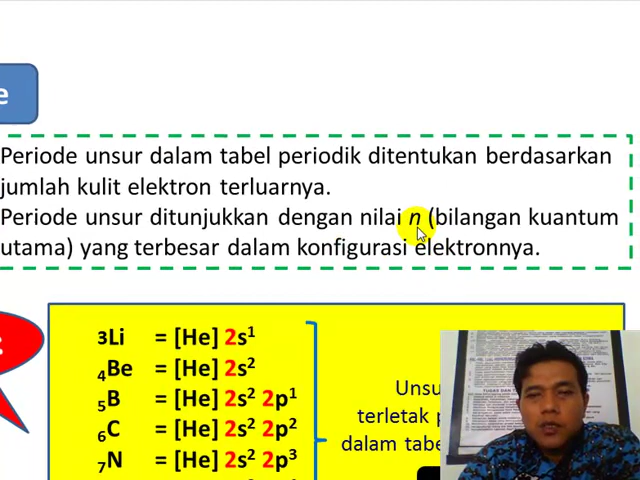 e
Periode unsur dalam tabel periodik ditentukan berdasarkan
jumlah kulit elektron terluarnya.
Periode unsur ditunjukkan dengan nilai n (bilangan kuantum
utama) yang terbesar dalam konfigurasi elektronnya.
:
3Li = [He] 2s¹
₄Be = [He] 2s²
₅B = [He] 2s² 2p¹
₆C = [He] 2s² 2p²
₇N = [He] 2s² 2p³
Unsu
terletak p
dalam tabe